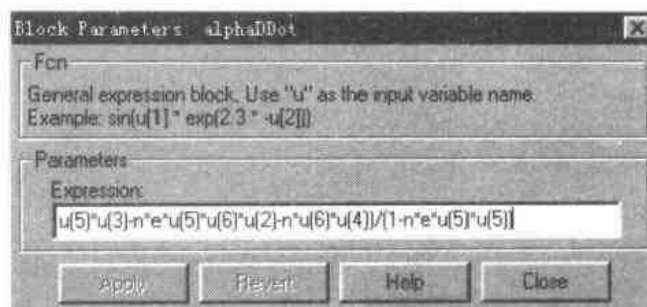 Block Parameters alphaDDot
Fcn
General expression block. Use "u" as the input variable name.
Example: sin(u[1] * exp(2.3 * -u[2]))
Parameters
Expression:
u(5)*u(3)-n*e*u(5)*u(6)*u(2)-n*u(6)*u(4))/(1-n*e*u(5)*u(5))
Apply
Revert
Help
Close